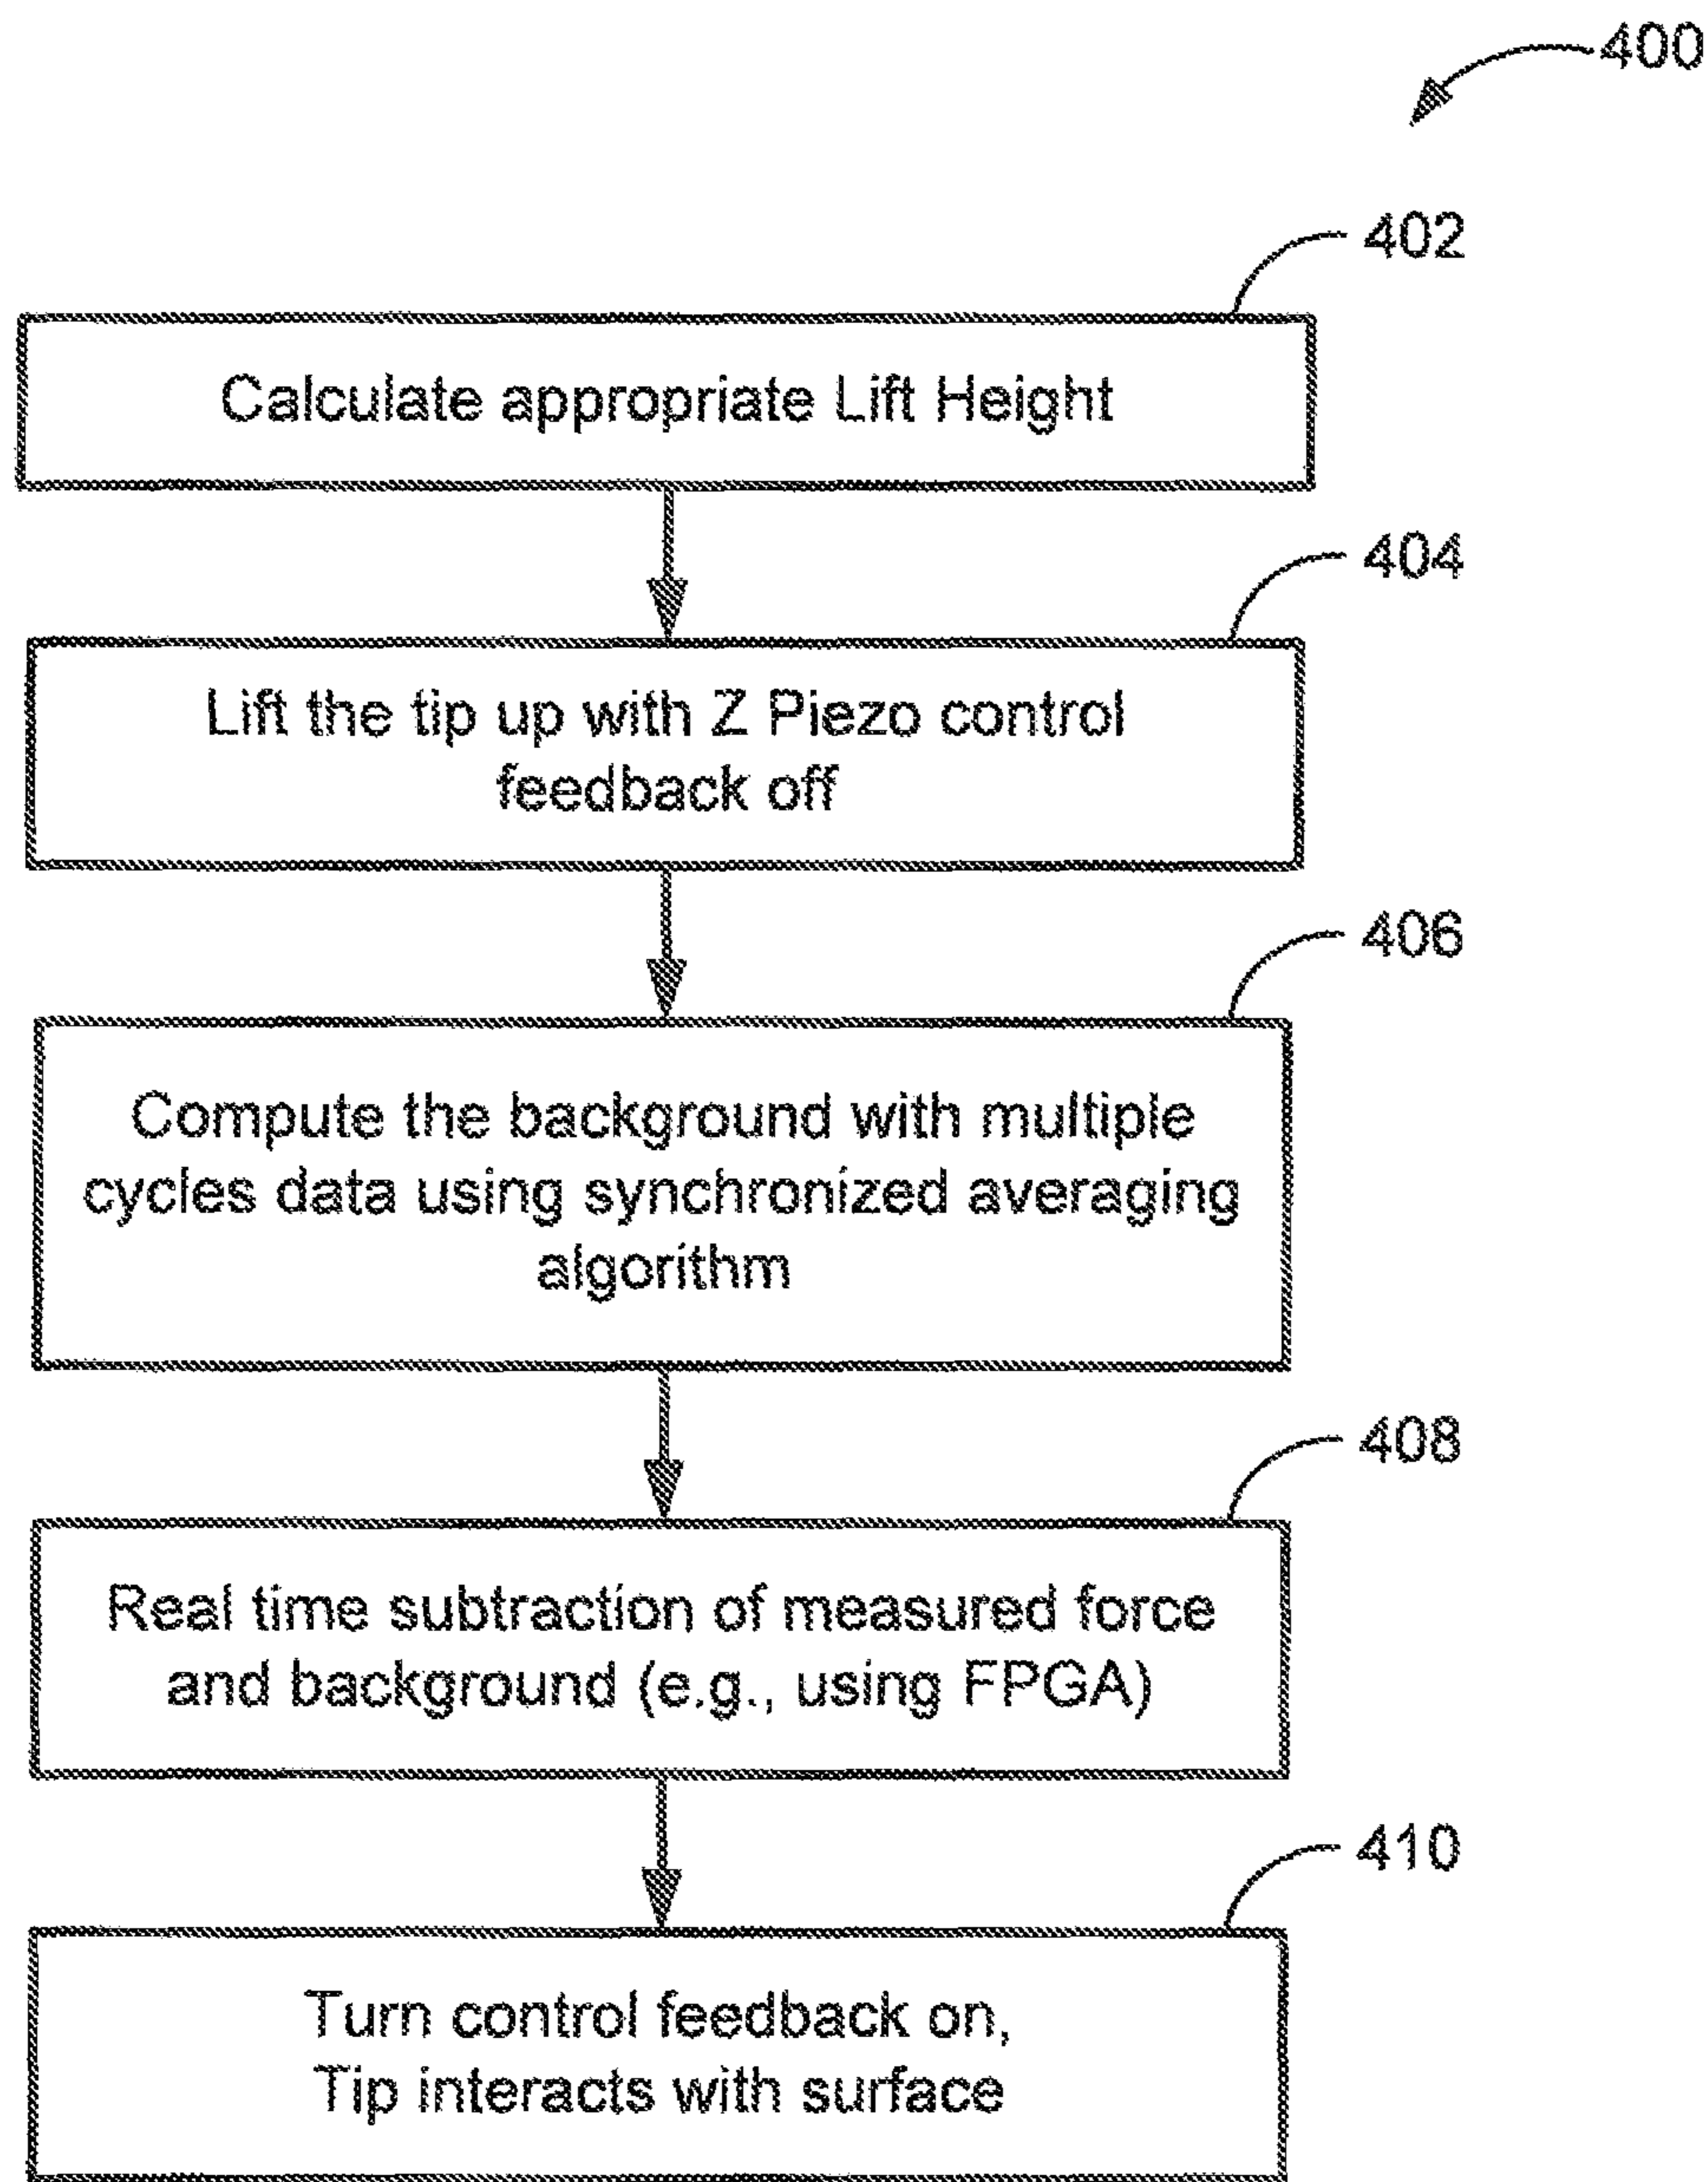 400
402
Calculate appropriate Lift Height
404
Lift the tip up with Z Piezo control
feedback off
406
Compute the background with multiple
cycles data using synchronized averaging
algorithm
408
Real time subtraction of measured force
and background (e.g., using FPGA)
410
Turn control feedback on,
Tip interacts with surface